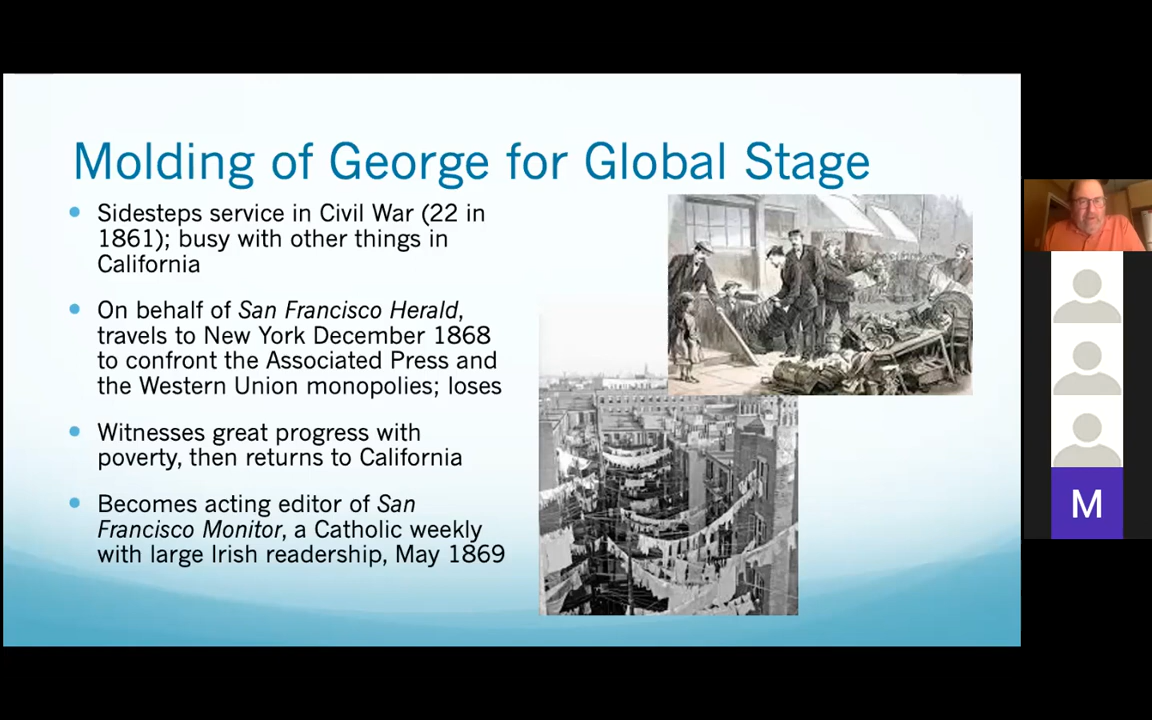 Molding of George for Global Stage
Sidesteps service in Civil War (22 in
1861); busy with other things in
California
On behalf of San Francisco Herald,
travels to New York December 1868
to confront the Associated Press and
the Western Union monopolies; loses
Witnesses great progress with
poverty, then returns to California
Becomes acting editor of San
Francisco Monitor, a Catholic weekly
with large Irish readership, May 1869
M